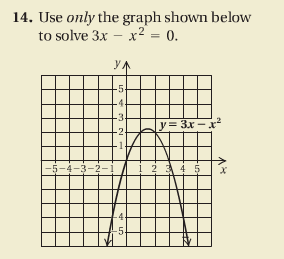 14. Use only the graph shown below
to solve 3x − x² = 0.
y
5
4
3
2
1
y = 3x − x²
−5 −4 −3 −2 −1 1 2 3 4 5 x
4
5